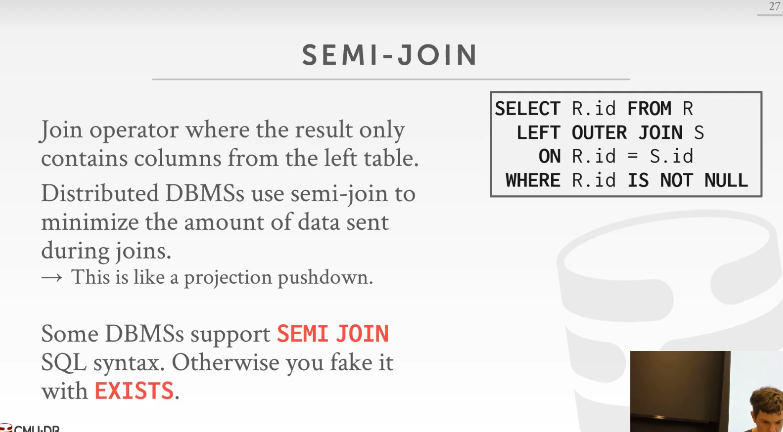 27
SEMI-JOIN
Join operator where the result only
contains columns from the left table.
Distributed DBMSs use semi-join to
minimize the amount of data sent
during joins.
→ This is like a projection pushdown.
Some DBMSs support SEMI JOIN
SQL syntax. Otherwise you fake it
with EXISTS.
SELECT R.id FROM R
LEFT OUTER JOIN S
ON R.id = S.id
WHERE R.id IS NOT NULL
CMU·DB